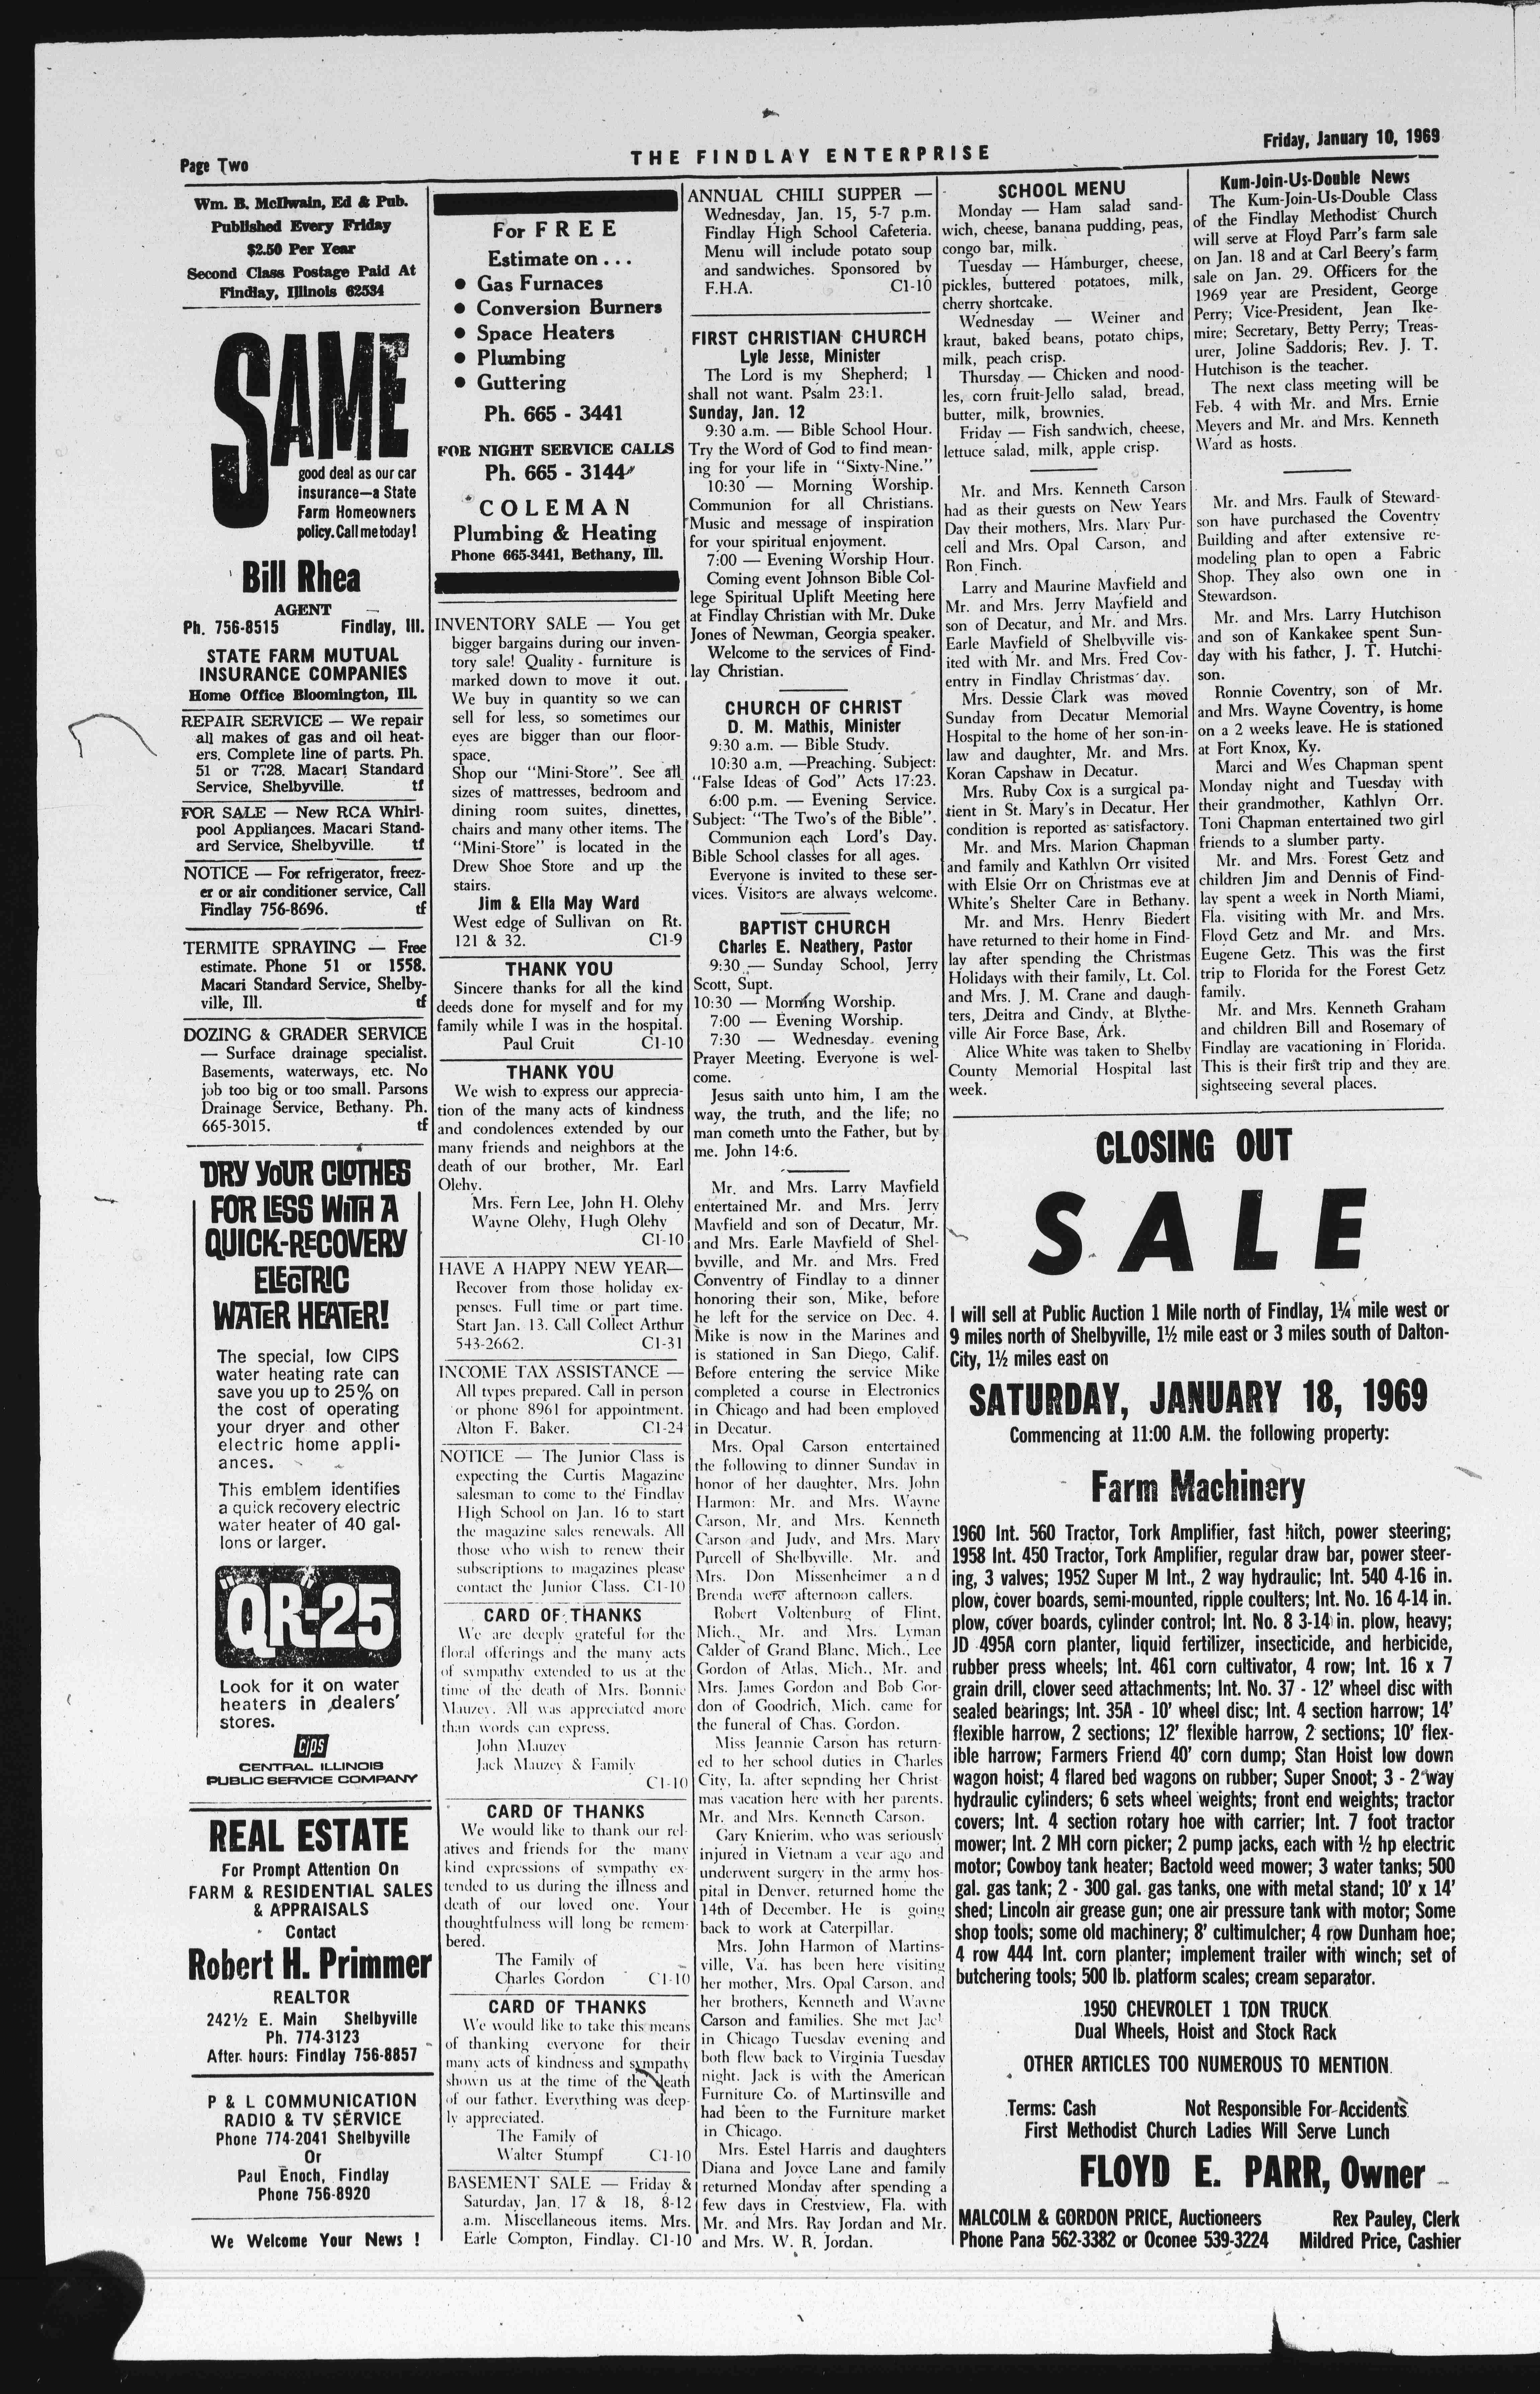 Page Two
THE FINDLAY ENTERPRISE
Friday, January 10, 1969
Wm. B. McIlwain, Ed & Pub.
Published Every Friday
$2.50 Per Year
Second Class Postage Paid At
Findlay, Illinois 62534
SAME
good deal as our car
insurance—a State
Farm Homeowners
policy. Call me today!
Bill Rhea
AGENT
Ph. 756-8515 Findlay, Ill.
STATE FARM MUTUAL
INSURANCE COMPANIES
Home Office Bloomington, Ill.
REPAIR SERVICE — We repair
all makes of gas and oil heat-
ers. Complete line of parts. Ph.
51 or 7728. Macari Standard
Service, Shelbyville. tf
FOR SALE — New RCA Whirl-
pool Appliances. Macari Stand-
ard Service, Shelbyville. tf
NOTICE — For refrigerator, freez-
er or air conditioner service, Call
Findlay 756-8696. tf
TERMITE SPRAYING — Free
estimate. Phone 51 or 1558.
Macari Standard Service, Shelby-
ville, Ill. tf
DOZING & GRADER SERVICE
— Surface drainage specialist.
Basements, waterways, etc. No
job too big or too small. Parsons
Drainage Service, Bethany. Ph.
665-3015. tf
DRY YOUR CLOTHES
FOR LESS WITH A
QUICK-RECOVERY
ELECTRIC
WATER HEATER!
The special, low CIPS
water heating rate can
save you up to 25% on
the cost of operating
your dryer and other
electric home appli-
ances.
This emblem identifies
a quick recovery electric
water heater of 40 gal-
lons or larger.
"QR-25"
Look for it on water
heaters in dealers'
stores.
cips
CENTRAL ILLINOIS
PUBLIC SERVICE COMPANY
REAL ESTATE
For Prompt Attention On
FARM & RESIDENTIAL SALES
& APPRAISALS
Contact
Robert H. Primmer
REALTOR
242½ E. Main Shelbyville
Ph. 774-3123
After hours: Findlay 756-8857
P & L COMMUNICATION
RADIO & TV SERVICE
Phone 774-2041 Shelbyville
Or
Paul Enoch, Findlay
Phone 756-8920
We Welcome Your News !
For FREE
Estimate on . . .
• Gas Furnaces
• Conversion Burners
• Space Heaters
• Plumbing
• Guttering
Ph. 665 - 3441
FOR NIGHT SERVICE CALLS
Ph. 665 - 3144
COLEMAN
Plumbing & Heating
Phone 665-3441, Bethany, Ill.
INVENTORY SALE — You get
bigger bargains during our inven-
tory sale! Quality - furniture is
marked down to move it out.
We buy in quantity so we can
sell for less, so sometimes our
eyes are bigger than our floor-
space.
Shop our "Mini-Store". See all
sizes of mattresses, bedroom and
dining room suites, dinettes,
chairs and many other items. The
"Mini-Store" is located in the
Drew Shoe Store and up the
stairs.
Jim & Ella May Ward
West edge of Sullivan on Rt.
121 & 32. C1-9
THANK YOU
Sincere thanks for all the kind
deeds done for myself and for my
family while I was in the hospital.
Paul Cruit C1-10
THANK YOU
We wish to express our apprecia-
tion of the many acts of kindness
and condolences extended by our
many friends and neighbors at the
death of our brother, Mr. Earl
Olehy.
Mrs. Fern Lee, John H. Olehy
Wayne Olehy, Hugh Olehy
C1-10
HAVE A HAPPY NEW YEAR—
Recover from those holiday ex-
penses. Full time or part time.
Start Jan. 13. Call Collect Arthur
543-2662. C1-31
INCOME TAX ASSISTANCE —
All types prepared. Call in person
or phone 8961 for appointment.
Alton F. Baker. C1-24
NOTICE — The Junior Class is
expecting the Curtis Magazine
salesman to come to the Findlay
High School on Jan. 16 to start
the magazine sales renewals. All
those who wish to renew their
subscriptions to magazines please
contact the Junior Class. C1-10
CARD OF THANKS
We are deeply grateful for the
floral offerings and the many acts
of sympathy extended to us at the
time of the death of Mrs. Bonnie
Mauzey. All was appreciated more
than words can express.
John Mauzey
Jack Mauzey & Family
C1-10
CARD OF THANKS
We would like to thank our rel-
atives and friends for the many
kind expressions of sympathy ex-
tended to us during the illness and
death of our loved one. Your
thoughtfulness will long be remem-
bered.
The Family of
Charles Gordon C1-10
CARD OF THANKS
We would like to take this means
of thanking everyone for their
many acts of kindness and sympathy
shown us at the time of the death
of our father. Everything was deep-
ly appreciated.
The Family of
Walter Stumpf C1-10
BASEMENT SALE — Friday &
Saturday, Jan. 17 & 18, 8-12
a.m. Miscellaneous items. Mrs.
Earle Compton, Findlay. C1-10
ANNUAL CHILI SUPPER —
Wednesday, Jan. 15, 5-7 p.m.
Findlay High School Cafeteria.
Menu will include potato soup
and sandwiches. Sponsored by
F.H.A. C1-10
FIRST CHRISTIAN CHURCH
Lyle Jesse, Minister
The Lord is my Shepherd; I
shall not want. Psalm 23:1.
Sunday, Jan. 12
9:30 a.m. — Bible School Hour.
Try the Word of God to find mean-
ing for your life in "Sixty-Nine."
10:30 — Morning Worship.
Communion for all Christians.
Music and message of inspiration
for your spiritual enjoyment.
7:00 — Evening Worship Hour.
Coming event Johnson Bible Col-
lege Spiritual Uplift Meeting here
at Findlay Christian with Mr. Duke
Jones of Newman, Georgia speaker.
Welcome to the services of Find-
lay Christian.
CHURCH OF CHRIST
D. M. Mathis, Minister
9:30 a.m. — Bible Study.
10:30 a.m. —Preaching. Subject:
"False Ideas of God" Acts 17:23.
6:00 p.m. — Evening Service.
Subject: "The Two's of the Bible".
Communion each Lord's Day.
Bible School classes for all ages.
Everyone is invited to these ser-
vices. Visitors are always welcome.
BAPTIST CHURCH
Charles E. Neathery, Pastor
9:30 — Sunday School, Jerry
Scott, Supt.
10:30 — Morning Worship.
7:00 — Evening Worship.
7:30 — Wednesday evening
Prayer Meeting. Everyone is wel-
come.
Jesus saith unto him, I am the
way, the truth, and the life; no
man cometh unto the Father, but by
me. John 14:6.
Mr. and Mrs. Larry Mayfield
entertained Mr. and Mrs. Jerry
Mayfield and son of Decatur, Mr.
and Mrs. Earle Mayfield of Shel-
byville, and Mr. and Mrs. Fred
Conventry of Findlay to a dinner
honoring their son, Mike, before
he left for the service on Dec. 4.
Mike is now in the Marines and
is stationed in San Diego, Calif.
Before entering the service Mike
completed a course in Electronics
in Chicago and had been employed
in Decatur.
Mrs. Opal Carson entertained
the following to dinner Sunday in
honor of her daughter, Mrs. John
Harmon: Mr. and Mrs. Wayne
Carson, Mr. and Mrs. Kenneth
Carson and Judy, and Mrs. Mary
Purcell of Shelbyville. Mr. and
Mrs. Don Missenheimer and
Brenda were afternoon callers.
Robert Voltenburg of Flint,
Mich., Mr. and Mrs. Lyman
Calder of Grand Blanc, Mich., Lee
Gordon of Atlas, Mich., Mr. and
Mrs. James Gordon and Bob Gor-
don of Goodrich, Mich. came for
the funeral of Chas. Gordon.
Miss Jeannie Carson has return-
ed to her school duties in Charles
City, Ia. after sepnding her Christ
mas vacation here with her parents,
Mr. and Mrs. Kenneth Carson.
Gary Knierim, who was seriously
injured in Vietnam a year ago and
underwent surgery in the army hos-
pital in Denver, returned home the
14th of December. He is going
back to work at Caterpillar.
Mrs. John Harmon of Martins-
ville, Va. has been here visiting
her mother, Mrs. Opal Carson, and
her brothers, Kenneth and Wayne
Carson and families. She met Jack
in Chicago Tuesday evening and
both flew back to Virginia Tuesday
night. Jack is with the American
Furniture Co. of Martinsville and
had been to the Furniture market
in Chicago.
Mrs. Estel Harris and daughters
Diana and Joyce Lane and family
returned Monday after spending a
few days in Crestview, Fla. with
Mr. and Mrs. Ray Jordan and Mr.
and Mrs. W. R. Jordan.
SCHOOL MENU
Monday — Ham salad sand-
wich, cheese, banana pudding, peas,
congo bar, milk.
Tuesday — Hamburger, cheese,
pickles, buttered potatoes, milk,
cherry shortcake.
Wednesday — Weiner and
kraut, baked beans, potato chips,
milk, peach crisp.
Thursday — Chicken and nood-
les, corn fruit-Jello salad, bread,
butter, milk, brownies.
Friday — Fish sandwich, cheese,
lettuce salad, milk, apple crisp.
Mr. and Mrs. Kenneth Carson
had as their guests on New Years
Day their mothers, Mrs. Mary Pur-
cell and Mrs. Opal Carson, and
Ron Finch.
Larry and Maurine Mayfield and
Mr. and Mrs. Jerry Mayfield and
son of Decatur, and Mr. and Mrs.
Earle Mayfield of Shelbyville vis-
ited with Mr. and Mrs. Fred Cov-
entry in Findlay Christmas day.
Mrs. Dessie Clark was moved
Sunday from Decatur Memorial
Hospital to the home of her son-in-
law and daughter, Mr. and Mrs.
Koran Capshaw in Decatur.
Mrs. Ruby Cox is a surgical pa-
tient in St. Mary's in Decatur. Her
condition is reported as satisfactory.
Mr. and Mrs. Marion Chapman
and family and Kathlyn Orr visited
with Elsie Orr on Christmas eve at
White's Shelter Care in Bethany.
Mr. and Mrs. Henry Biedert
have returned to their home in Find-
lay after spending the Christmas
Holidays with their family, Lt. Col.
and Mrs. J. M. Crane and daugh-
ters, Deitra and Cindy, at Blythe-
ville Air Force Base, Ark.
Alice White was taken to Shelby
County Memorial Hospital last
week.
Kum-Join-Us-Double News
The Kum-Join-Us-Double Class
of the Findlay Methodist Church
will serve at Floyd Parr's farm sale
on Jan. 18 and at Carl Beery's farm
sale on Jan. 29. Officers for the
1969 year are President, George
Perry; Vice-President, Jean Ike-
mire; Secretary, Betty Perry; Treas-
urer, Joline Saddoris; Rev. J. T.
Hutchison is the teacher.
The next class meeting will be
Feb. 4 with Mr. and Mrs. Ernie
Meyers and Mr. and Mrs. Kenneth
Ward as hosts.
Mr. and Mrs. Faulk of Steward-
son have purchased the Coventry
Building and after extensive re-
modeling plan to open a Fabric
Shop. They also own one in
Stewardson.
Mr. and Mrs. Larry Hutchison
and son of Kankakee spent Sun-
day with his father, J. T. Hutchi-
son.
Ronnie Coventry, son of Mr.
and Mrs. Wayne Coventry, is home
on a 2 weeks leave. He is stationed
at Fort Knox, Ky.
Marci and Wes Chapman spent
Monday night and Tuesday with
their grandmother, Kathlyn Orr.
Toni Chapman entertained two girl
friends to a slumber party.
Mr. and Mrs. Forest Getz and
children Jim and Dennis of Find-
lay spent a week in North Miami,
Fla. visiting with Mr. and Mrs.
Floyd Getz and Mr. and Mrs.
Eugene Getz. This was the first
trip to Florida for the Forest Getz
family.
Mr. and Mrs. Kenneth Graham
and children Bill and Rosemary of
Findlay are vacationing in Florida.
This is their first trip and they are
sightseeing several places.
CLOSING OUT
SALE
I will sell at Public Auction 1 Mile north of Findlay, 1¼ mile west or
9 miles north of Shelbyville, 1½ mile east or 3 miles south of Dalton-
City, 1½ miles east on
SATURDAY, JANUARY 18, 1969
Commencing at 11:00 A.M. the following property:
Farm Machinery
1960 Int. 560 Tractor, Tork Amplifier, fast hitch, power steering;
1958 Int. 450 Tractor, Tork Amplifier, regular draw bar, power steer-
ing, 3 valves; 1952 Super M Int., 2 way hydraulic; Int. 540 4-16 in.
plow, cover boards, semi-mounted, ripple coulters; Int. No. 16 4-14 in.
plow, cover boards, cylinder control; Int. No. 8 3-14 in. plow, heavy;
JD 495A corn planter, liquid fertilizer, insecticide, and herbicide,
rubber press wheels; Int. 461 corn cultivator, 4 row; Int. 16 x 7
grain drill, clover seed attachments; Int. No. 37 - 12' wheel disc with
sealed bearings; Int. 35A - 10' wheel disc; Int. 4 section harrow; 14'
flexible harrow, 2 sections; 12' flexible harrow, 2 sections; 10' flex-
ible harrow; Farmers Friend 40' corn dump; Stan Hoist low down
wagon hoist; 4 flared bed wagons on rubber; Super Snoot; 3 - 2 way
hydraulic cylinders; 6 sets wheel weights; front end weights; tractor
covers; Int. 4 section rotary hoe with carrier; Int. 7 foot tractor
mower; Int. 2 MH corn picker; 2 pump jacks, each with ½ hp electric
motor; Cowboy tank heater; Bactold weed mower; 3 water tanks; 500
gal. gas tank; 2 - 300 gal. gas tanks, one with metal stand; 10' x 14'
shed; Lincoln air grease gun; one air pressure tank with motor; Some
shop tools; some old machinery; 8' cultimulcher; 4 row Dunham hoe;
4 row 444 Int. corn planter; implement trailer with winch; set of
butchering tools; 500 lb. platform scales; cream separator.
1950 CHEVROLET 1 TON TRUCK
Dual Wheels, Hoist and Stock Rack
OTHER ARTICLES TOO NUMEROUS TO MENTION
Terms: Cash Not Responsible For Accidents
First Methodist Church Ladies Will Serve Lunch
FLOYD E. PARR, Owner
MALCOLM & GORDON PRICE, Auctioneers Rex Pauley, Clerk
Phone Pana 562-3382 or Oconee 539-3224 Mildred Price, Cashier